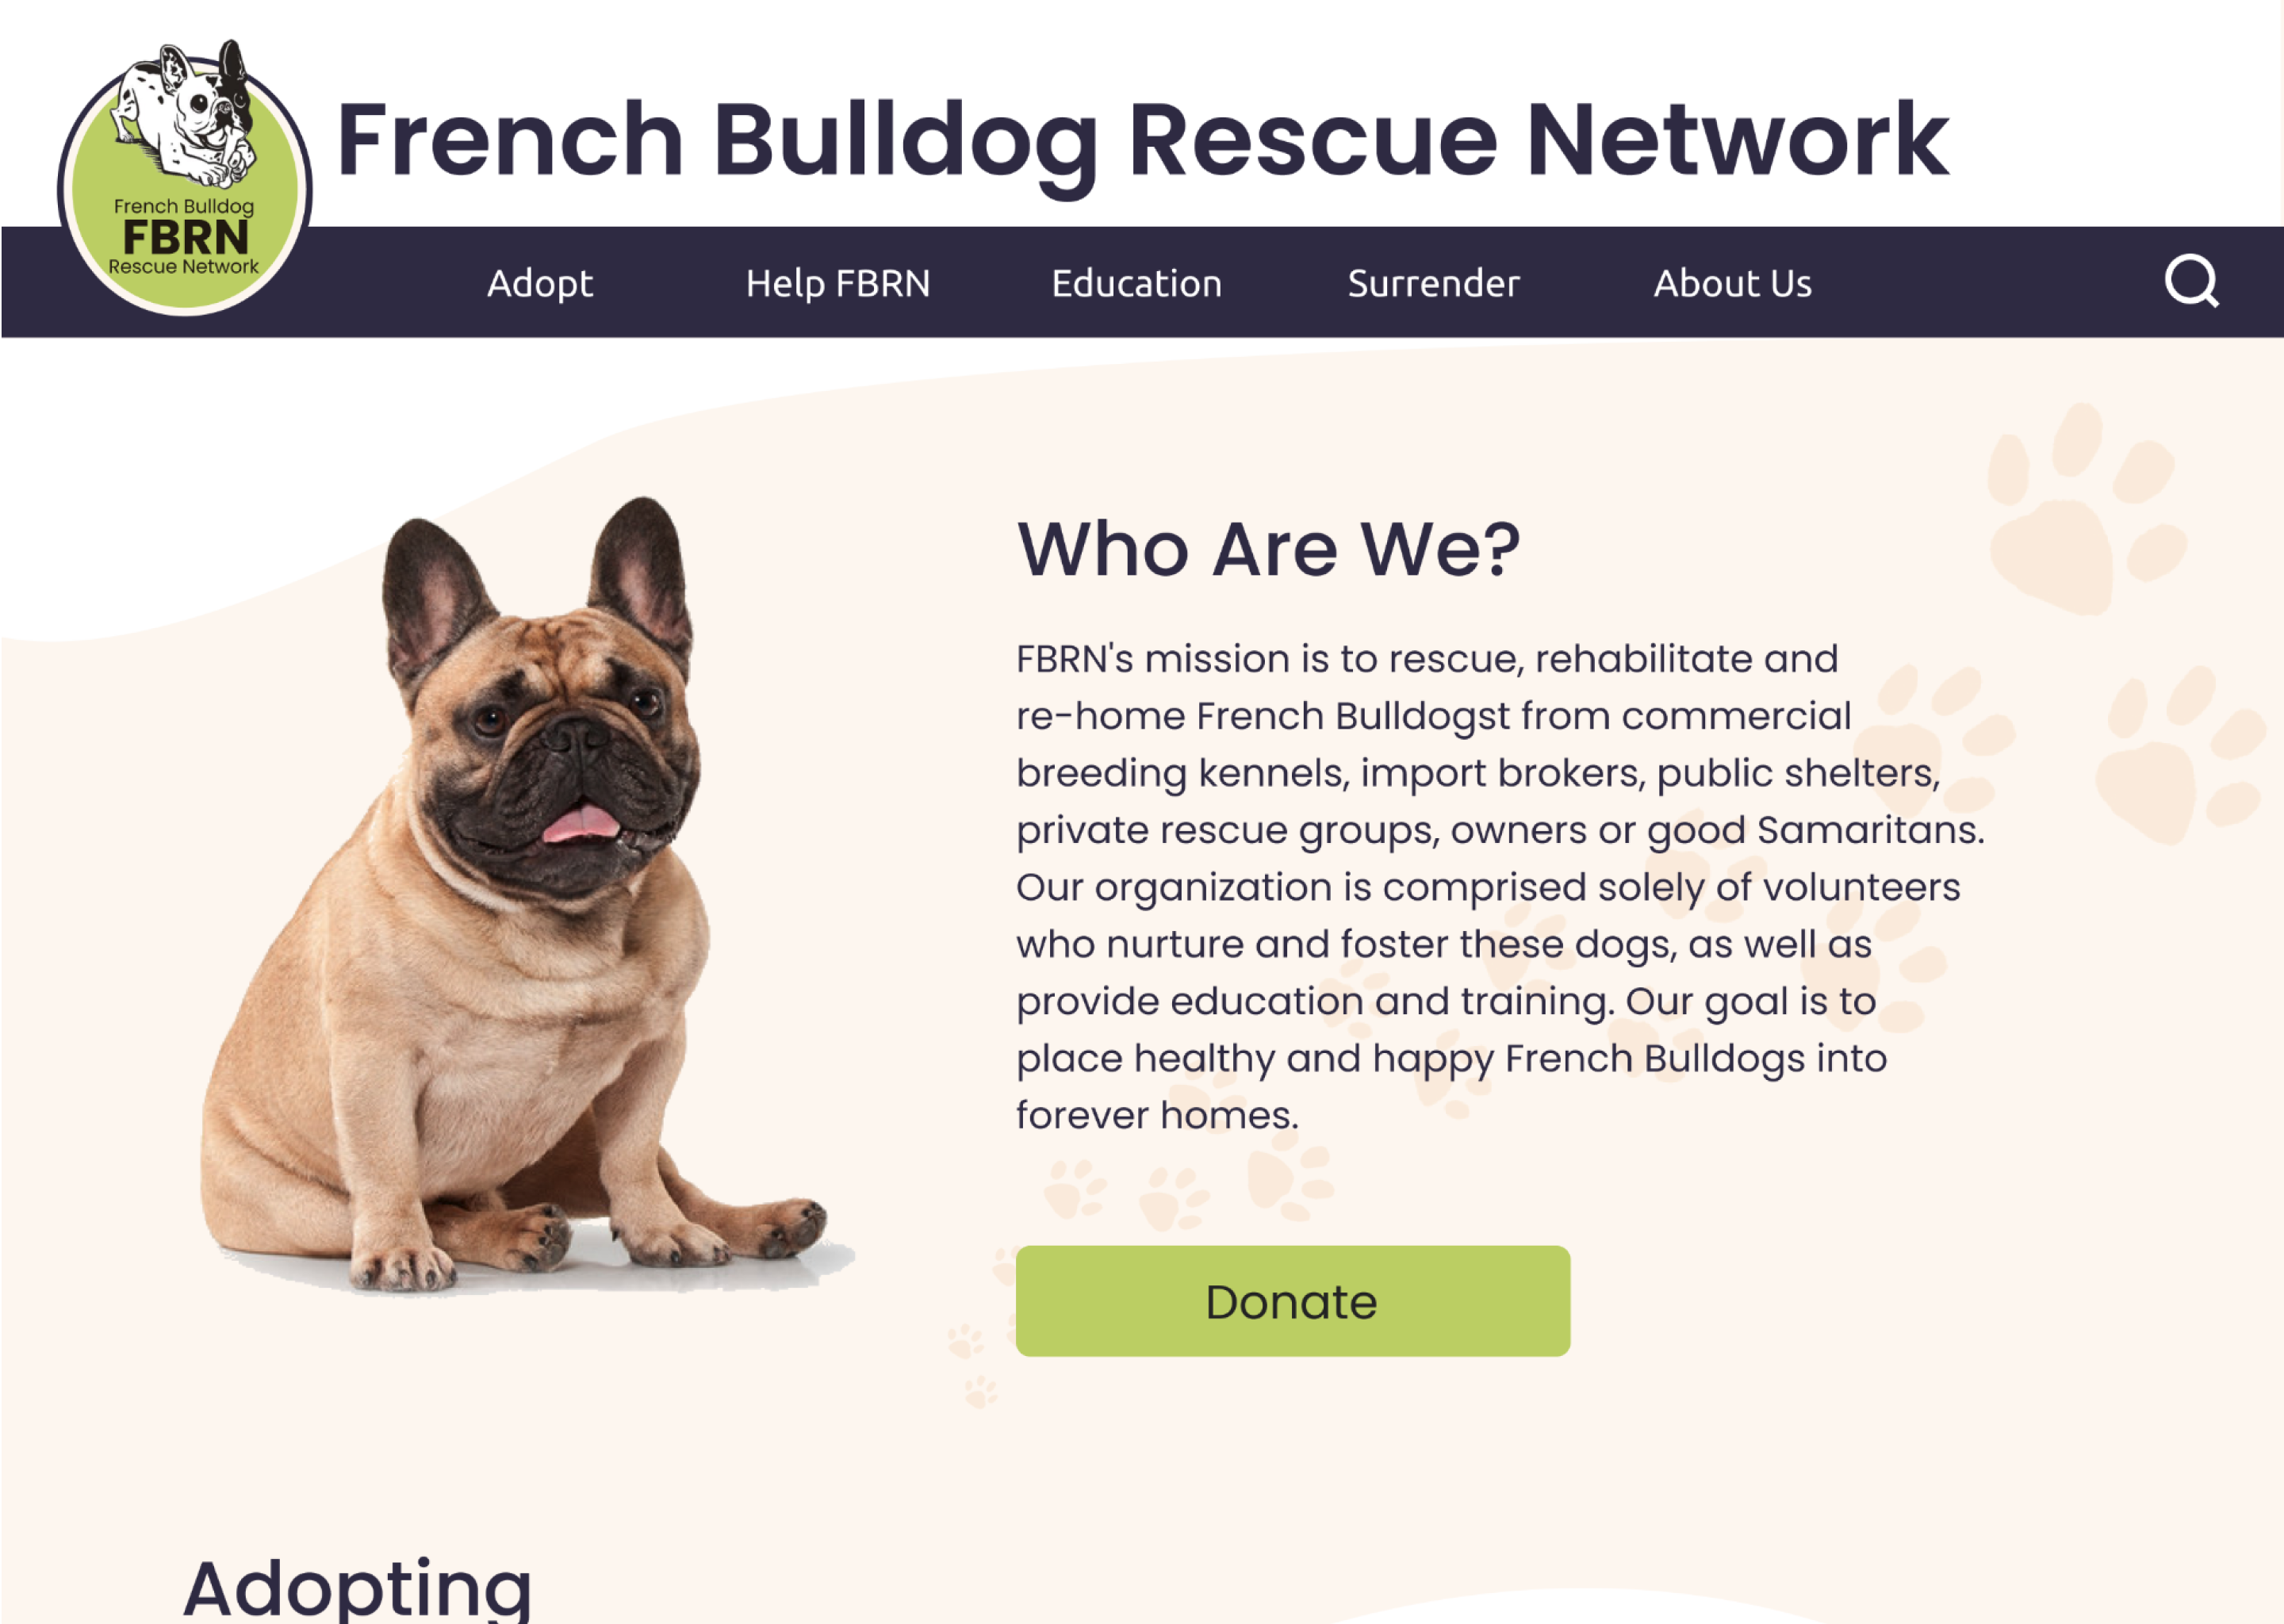 French Bulldog Rescue Network
French Bulldog
FBRN
Rescue Network
Adopt
Help FBRN
Education
Surrender
About Us
Who Are We?
FBRN's mission is to rescue, rehabilitate and
re-home French Bulldogst from commercial
breeding kennels, import brokers, public shelters,
private rescue groups, owners or good Samaritans.
Our organization is comprised solely of volunteers
who nurture and foster these dogs, as well as
provide education and training. Our goal is to
place healthy and happy French Bulldogs into
forever homes.
Donate
Adopting